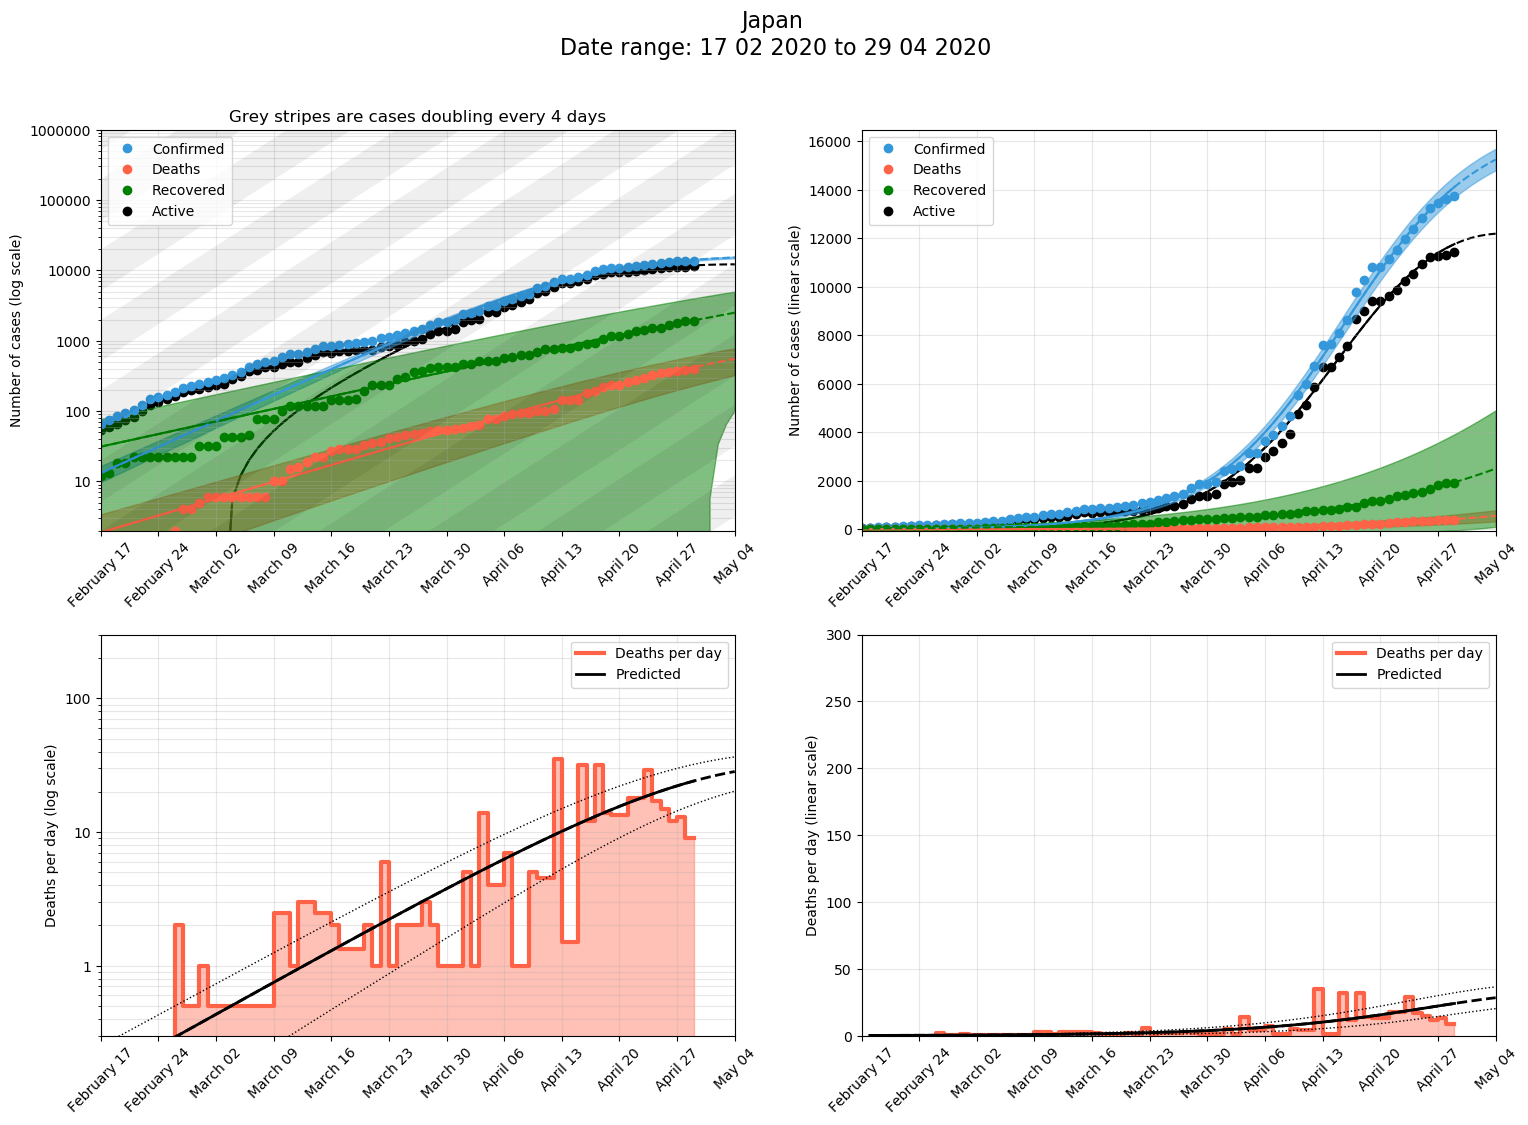 Japan
Date range: 17 02 2020 to 29 04 2020
Grey stripes are cases doubling every 4 days
Number of cases (log scale)
1000000
100000
10000
1000
100
10
Confirmed
Deaths
Recovered
Active
February 17
February 24
March 02
March 09
March 16
March 23
March 30
April 06
April 13
April 20
April 27
May 04
Number of cases (linear scale)
16000
14000
12000
10000
8000
6000
4000
2000
0
Confirmed
Deaths
Recovered
Active
February 17
February 24
March 02
March 09
March 16
March 23
March 30
April 06
April 13
April 20
April 27
May 04
Deaths per day (log scale)
100
10
1
Deaths per day
Predicted
February 17
February 24
March 02
March 09
March 16
March 23
March 30
April 06
April 13
April 20
April 27
May 04
Deaths per day (linear scale)
300
250
200
150
100
50
0
Deaths per day
Predicted
February 17
February 24
March 02
March 09
March 16
March 23
March 30
April 06
April 13
April 20
April 27
May 04